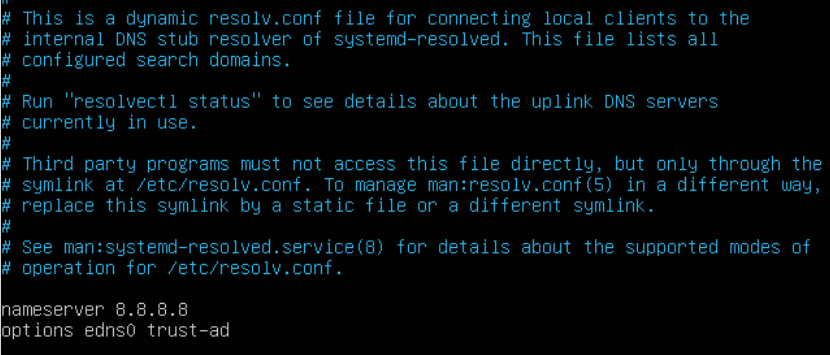 #
# This is a dynamic resolv.conf file for connecting local clients to the
# internal DNS stub resolver of systemd-resolved. This file lists all
# configured search domains.
#
# Run "resolvectl status" to see details about the uplink DNS servers
# currently in use.
#
# Third party programs must not access this file directly, but only through the
# symlink at /etc/resolv.conf. To manage man:resolv.conf(5) in a different way,
# replace this symlink by a static file or a different symlink.
#
# See man:systemd-resolved.service(8) for details about the supported modes of
# operation for /etc/resolv.conf.
nameserver 8.8.8.8
options edns0 trust-ad